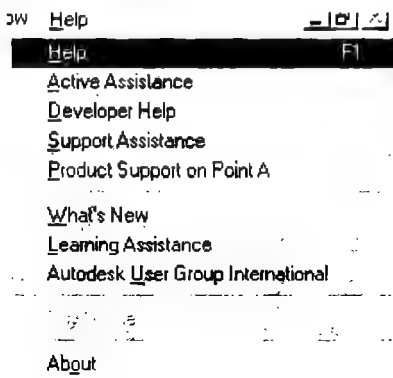 ow Help
Help F1
Active Assistance
Developer Help
Support Assistance
Product Support on Point A
What's New
Learning Assistance
Autodesk User Group International
About